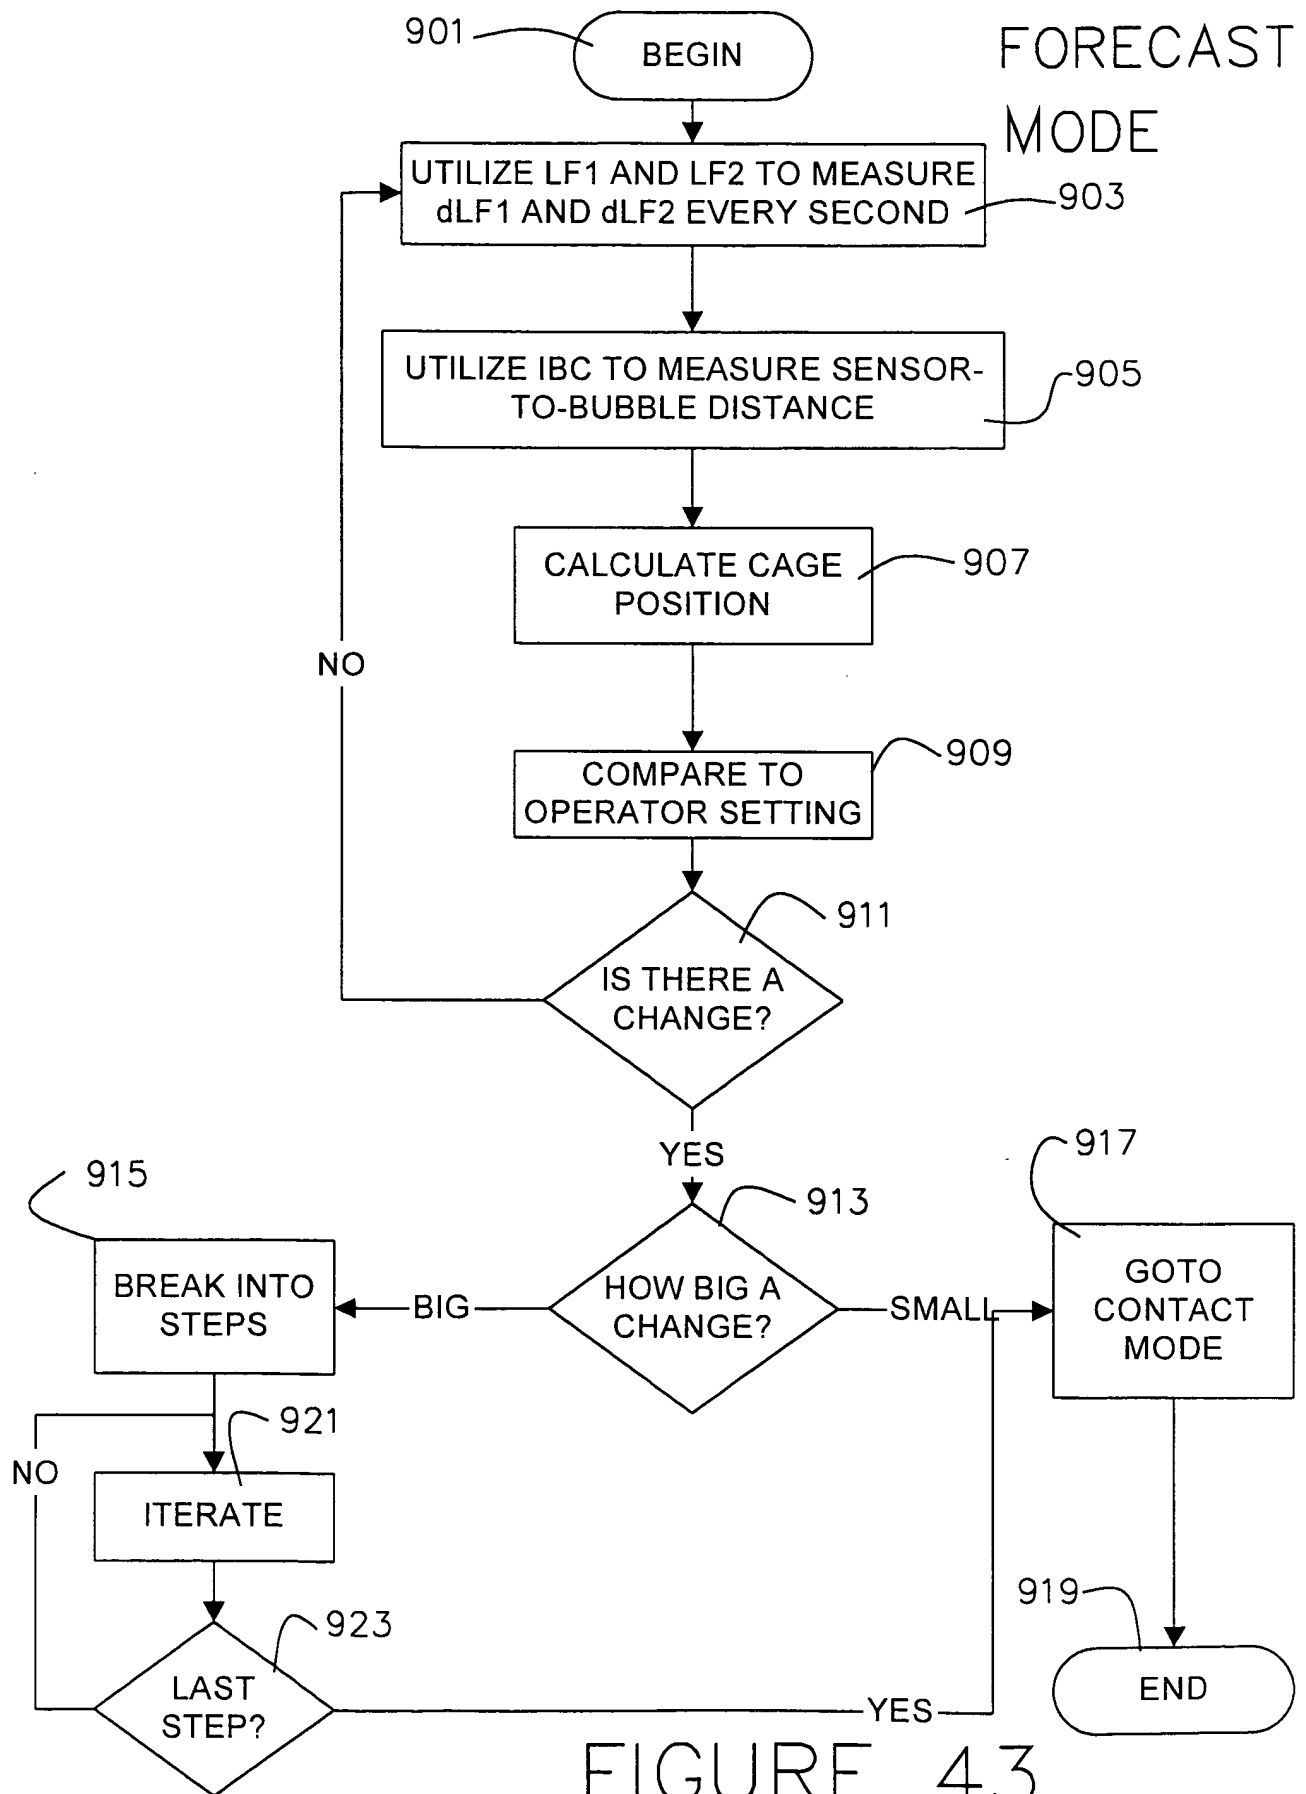 901
BEGIN
FORECAST
MODE
UTILIZE LF1 AND LF2 TO MEASURE
dLF1 AND dLF2 EVERY SECOND
903
UTILIZE IBC TO MEASURE SENSOR-
TO-BUBBLE DISTANCE
905
CALCULATE CAGE
POSITION
907
NO
COMPARE TO
OPERATOR SETTING
909
911
IS THERE A
CHANGE?
YES
913
HOW BIG A
CHANGE?
915
BREAK INTO
STEPS
BIG
SMALL
917
GOTO
CONTACT
MODE
921
NO
ITERATE
923
LAST
STEP?
YES
919
END
FIGURE 43